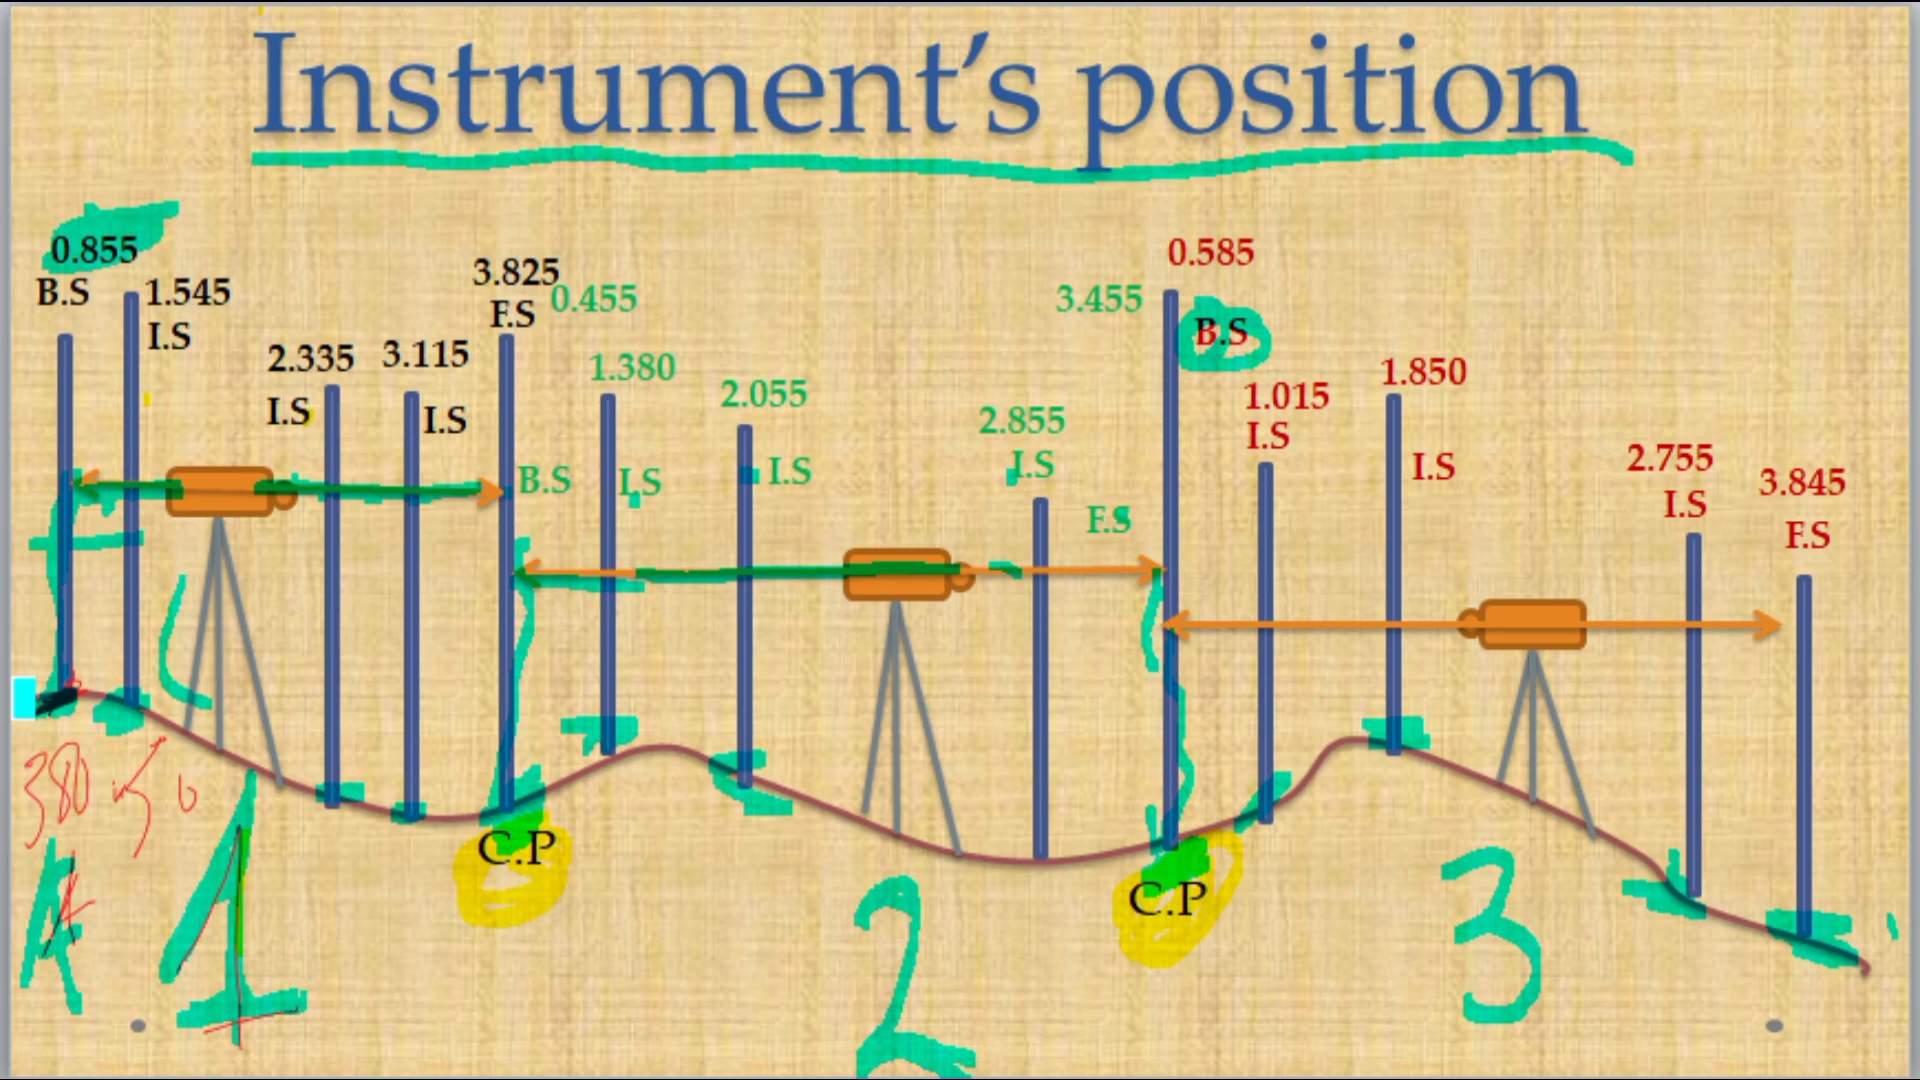 Instrument's position
0.855
B.S
1.545
I.S
2.335
I.S
3.115
I.S
3.825
F.S
0.455
B.S
1.380
I.S
2.055
I.S
2.855
I.S
3.455
F.S
0.585
B.S
1.015
I.S
1.850
I.S
2.755
I.S
3.845
F.S
C.P
C.P
380
A
1
2
3